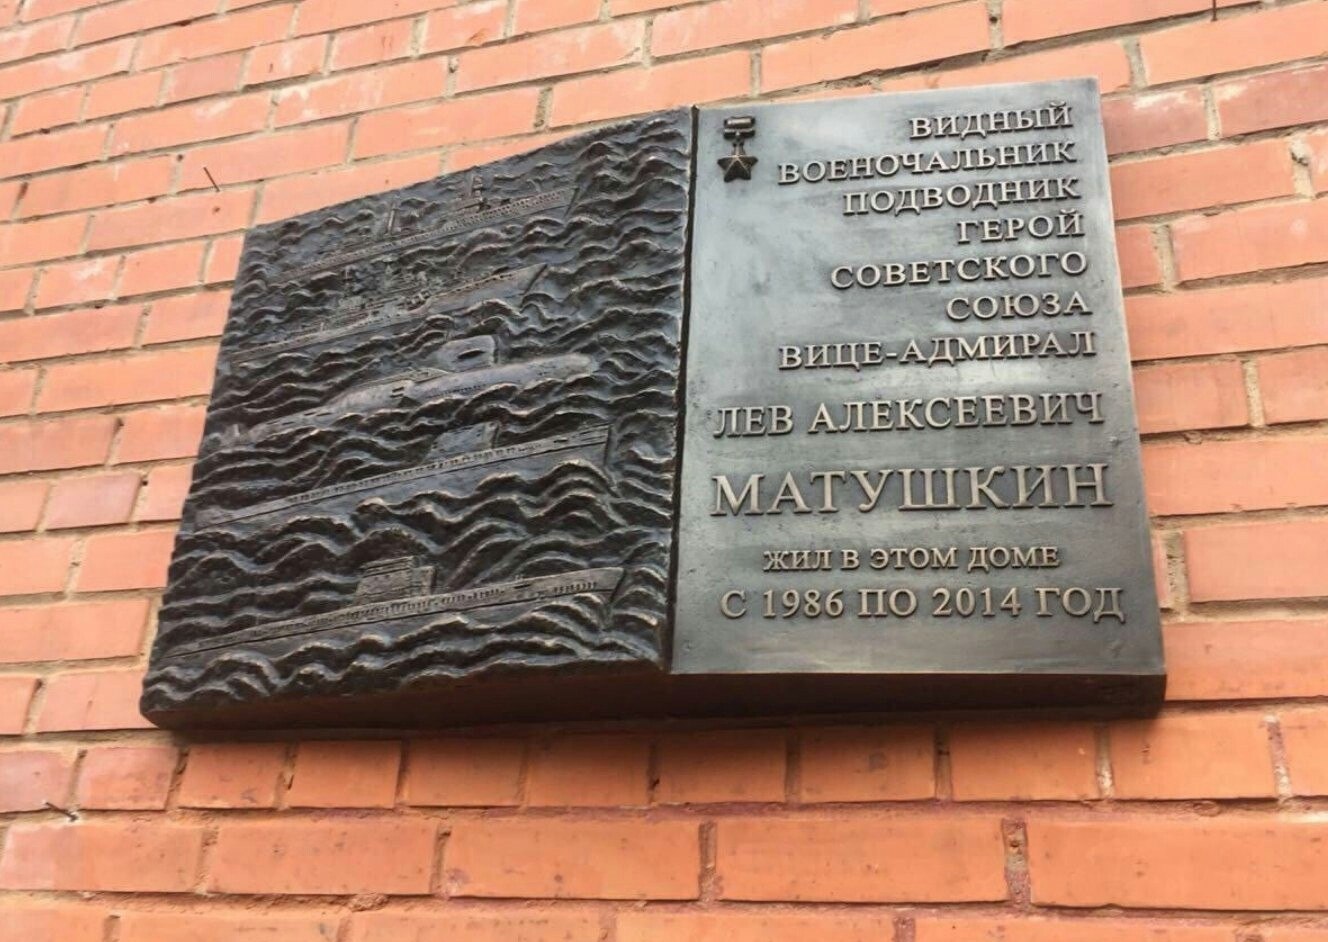 ВИДНЫЙ
ВОЕНОЧАЛЬНИК
ПОДВОДНИК
ГЕРОЙ
СОВЕТСКОГО
СОЮЗА
ВИЦЕ-АДМИРАЛ
ЛЕВ АЛЕКСЕЕВИЧ
МАТУШКИН
ЖИЛ В ЭТОМ ДОМЕ
С 1986 ПО 2014 ГОД